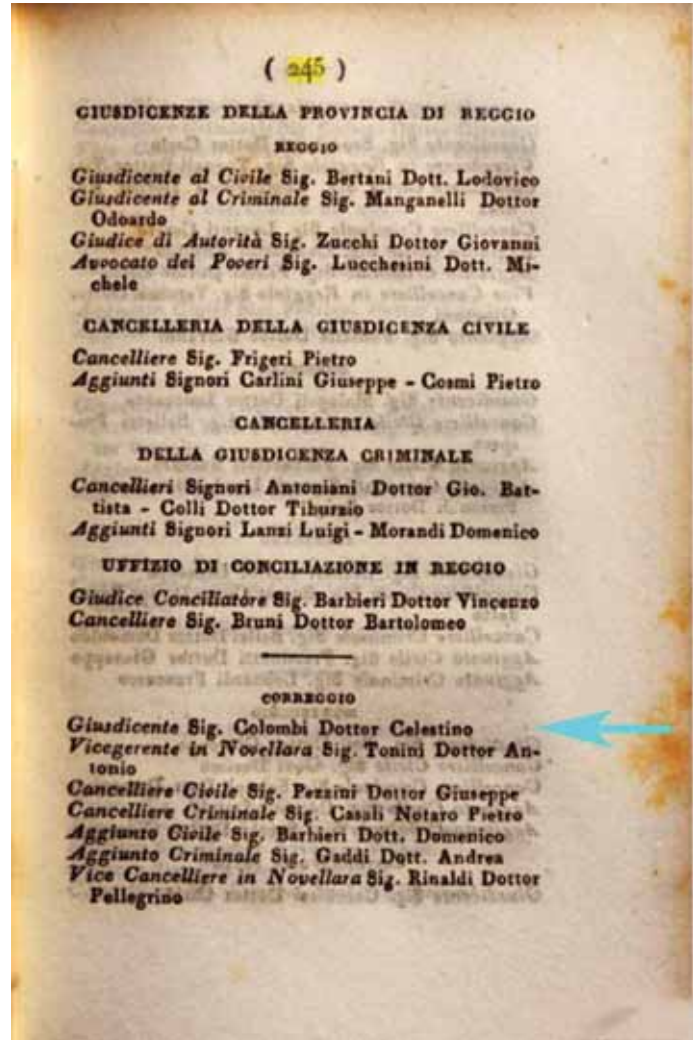 ( 245 )
GIUSDICENZE DELLA PROVINCIA DI REGGIO
REGGIO
Giusdicente al Civile Sig. Bertani Dott. Lodovico
Giusdicente al Criminale Sig. Manganelli Dottor
Odoardo
Giudice di Autorità Sig. Zucchi Dottor Giovanni
Avvocato dei Poveri Sig. Lucchesini Dott. Mi-
chele
CANCELLERIA DELLA GIUSDICENZA CIVILE
Cancelliere Sig. Frigeri Pietro
Aggiunti Signori Carlini Giuseppe - Cosmi Pietro
CANCELLERIA
DELLA GIUSDICENZA CRIMINALE
Cancellieri Signori Antoniani Dottor Gio. Bat-
tista - Colli Dottor Tiburzio
Aggiunti Signori Lanzi Luigi - Morandi Domenico
UFFIZIO DI CONCILIAZIONE IN REGGIO
Giudice Conciliatore Sig. Barbieri Dottor Vincenzo
Cancelliere Sig. Bruni Dottor Bartolomeo
CORREGGIO
Giusdicente Sig. Colombi Dottor Celestino
Vicegerente in Novellara Sig. Tonini Dottor An-
tonio
Cancelliere Civile Sig. Pezzini Dottor Giuseppe
Cancelliere Criminale Sig. Casali Notaro Pietro
Aggiunto Civile Sig. Barbieri Dott. Domenico
Aggiunto Criminale Sig. Gaddi Dott. Andrea
Vice Cancelliere in Novellara Sig. Rinaldi Dottor
Pellegrino